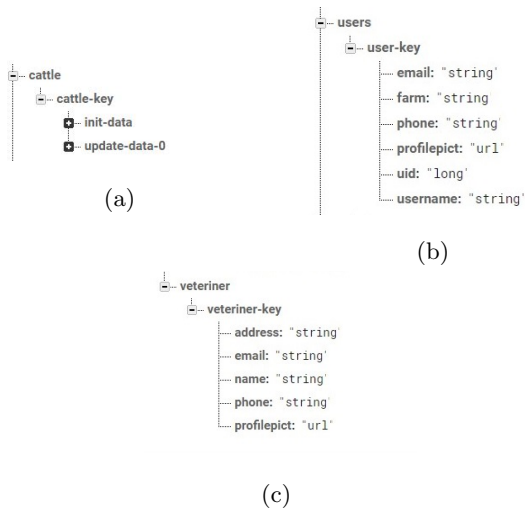 cattle
cattle-key
init-data
update-data-0
(a)
users
user-key
email: "string"
farm: "string
phone: "string"
profilepict: "url"
uid: "long"
username: "string"
(b)
veteriner
veteriner-key
address: "string"
email: "string"
name: "string"
phone: "string"
profilepict: "url"
(c)